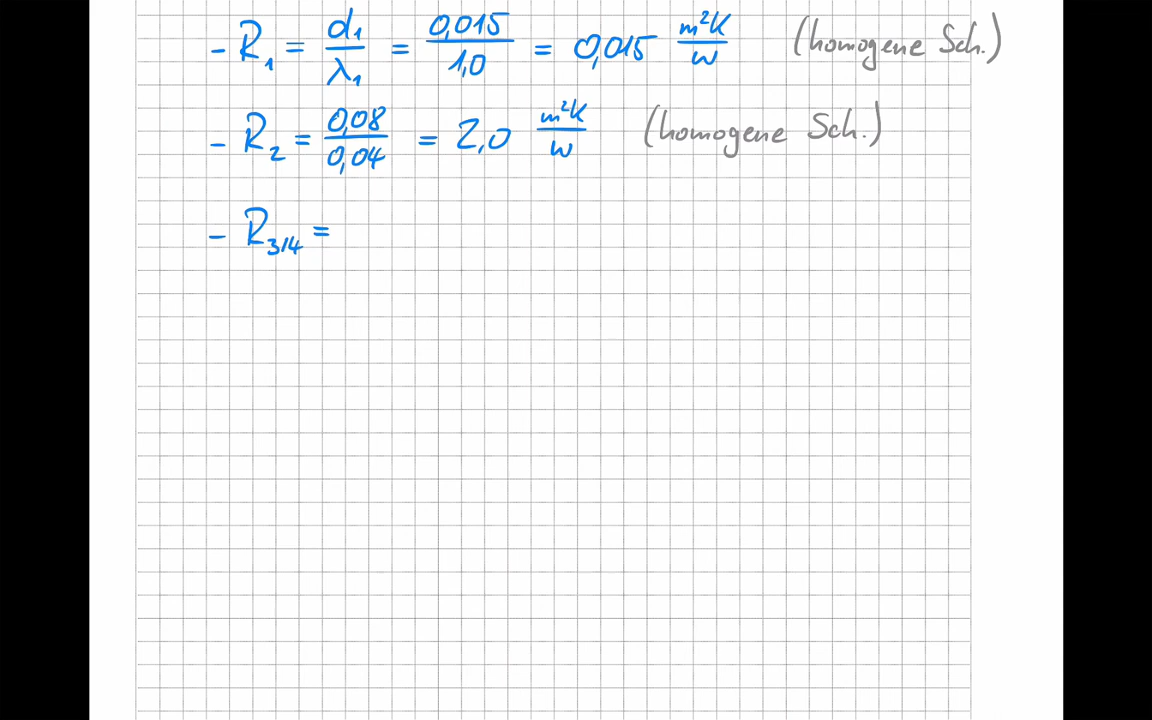 - R₁ = d₁/λ₁ = 0,015/1,0 = 0,015 m²K/W (homogene Sch.)
- R₂ = 0,08/0,04 = 2,0 m²K/W (homogene Sch.)
- R₃/₄ =